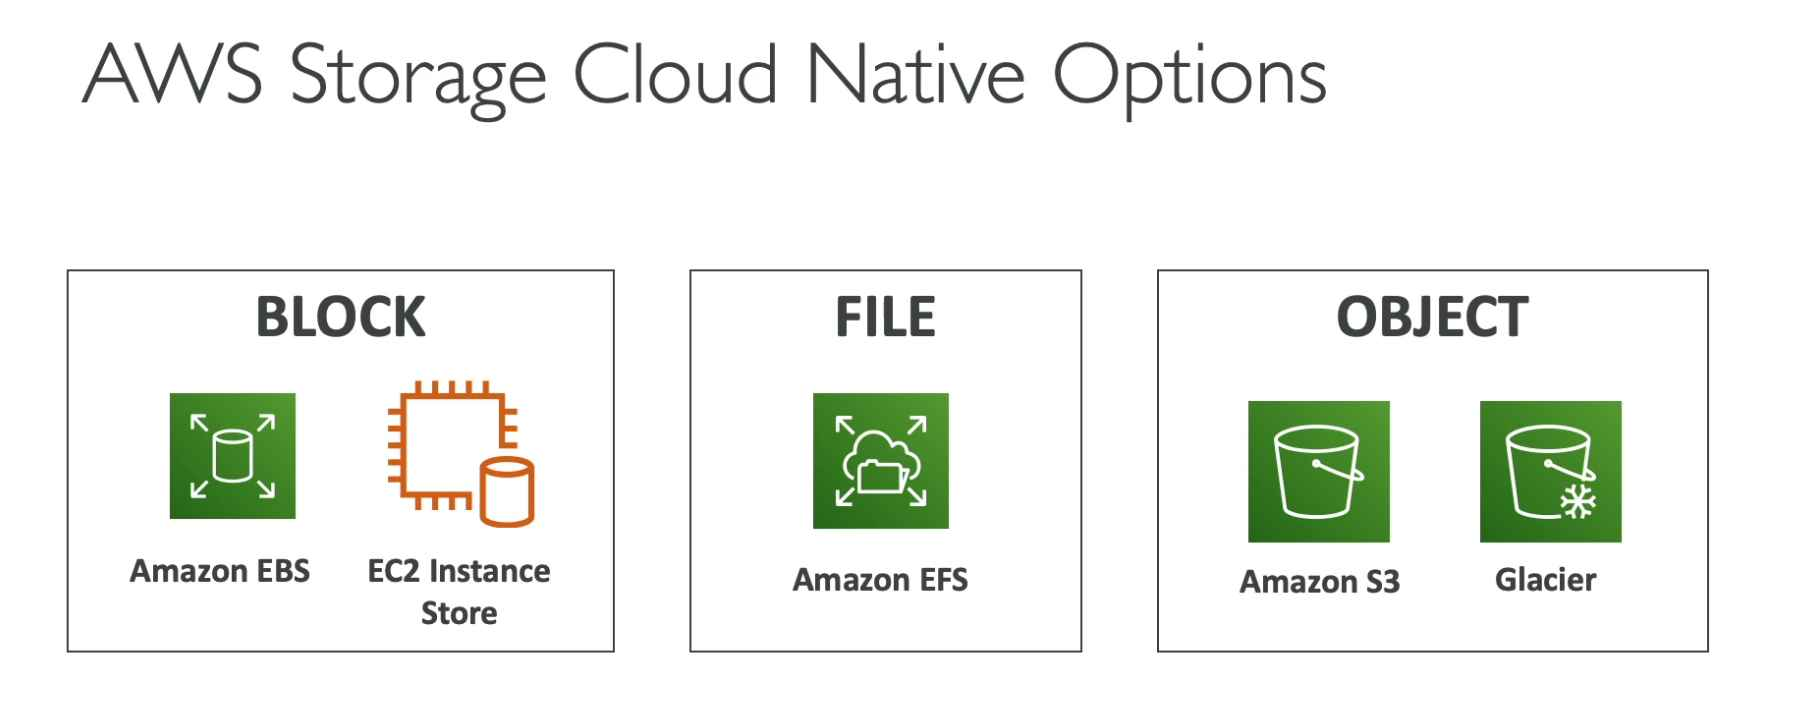 AWS Storage Cloud Native Options
BLOCK
Amazon EBS
EC2 Instance
Store
FILE
Amazon EFS
OBJECT
Amazon S3
Glacier